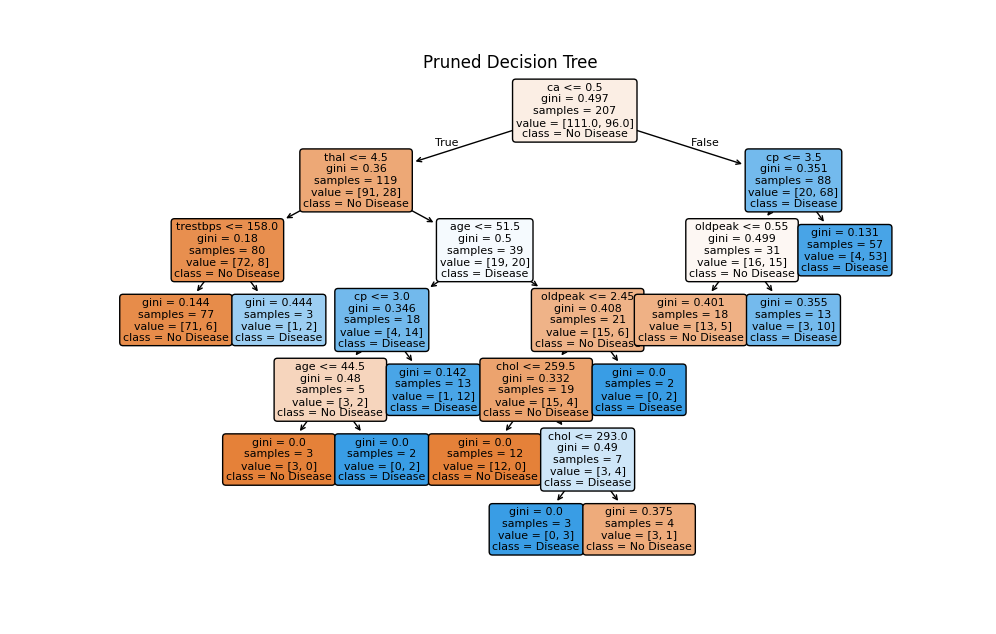 Pruned Decision Tree
ca <= 0.5
gini = 0.497
samples = 207
value = [111.0, 96.0]
class = No Disease
True
False
thal <= 4.5
gini = 0.36
samples = 119
value = [91, 28]
class = No Disease
cp <= 3.5
gini = 0.351
samples = 88
value = [20, 68]
class = Disease
trestbps <= 158.0
gini = 0.18
samples = 80
value = [72, 8]
class = No Disease
age <= 51.5
gini = 0.5
samples = 39
value = [19, 20]
class = Disease
oldpeak <= 0.55
gini = 0.499
samples = 31
value = [16, 15]
class = No Disease
gini = 0.131
samples = 57
value = [4, 53]
class = Disease
gini = 0.144
samples = 77
value = [71, 6]
class = No Disease
gini = 0.444
samples = 3
value = [1, 2]
class = Disease
cp <= 3.0
gini = 0.346
samples = 18
value = [4, 14]
class = Disease
oldpeak <= 2.45
gini = 0.408
samples = 21
value = [15, 6]
class = No Disease
gini = 0.401
samples = 18
value = [13, 5]
class = No Disease
gini = 0.355
samples = 13
value = [3, 10]
class = Disease
age <= 44.5
gini = 0.48
samples = 5
value = [3, 2]
class = No Disease
gini = 0.142
samples = 13
value = [1, 12]
class = Disease
chol <= 259.5
gini = 0.332
samples = 19
value = [15, 4]
class = No Disease
gini = 0.0
samples = 2
value = [0, 2]
class = Disease
gini = 0.0
samples = 3
value = [3, 0]
class = No Disease
gini = 0.0
samples = 2
value = [0, 2]
class = Disease
gini = 0.0
samples = 12
value = [12, 0]
class = No Disease
chol <= 293.0
gini = 0.49
samples = 7
value = [3, 4]
class = Disease
gini = 0.0
samples = 3
value = [0, 3]
class = Disease
gini = 0.375
samples = 4
value = [3, 1]
class = No Disease